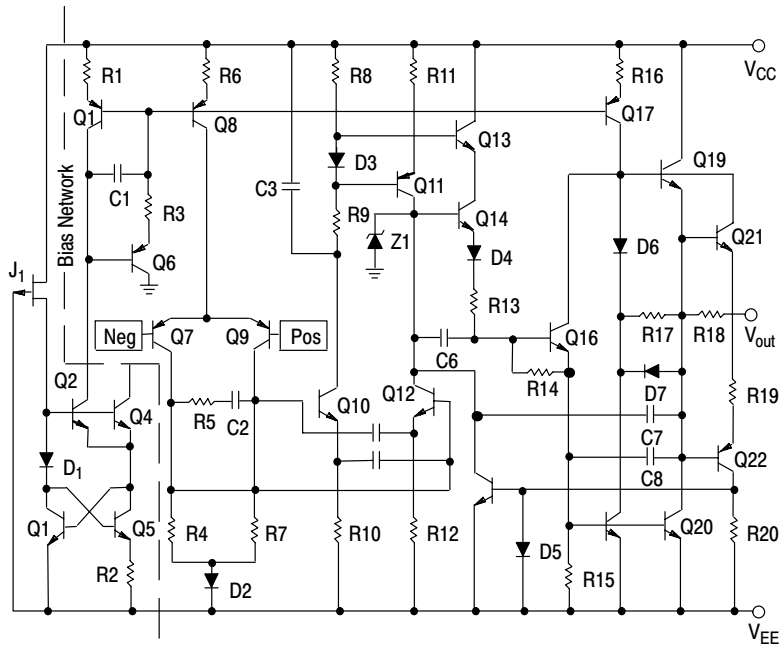 R1
R6
R8
R11
R16
VCC
Q1
Q8
Q17
Q13
Q19
D3
Q11
C1
C3
R3
R9
Q14
Q21
Bias Network
Z1
D4
D6
Q6
J1
R13
Neg
Q7
Q9
Pos
C6
Q16
R17
R18
Vout
Q2
Q4
R5
C2
Q10
Q12
R14
D7
R19
C7
D1
C8
Q22
Q1
Q5
R4
R7
R10
R12
D5
Q20
R20
R2
D2
R15
VEE